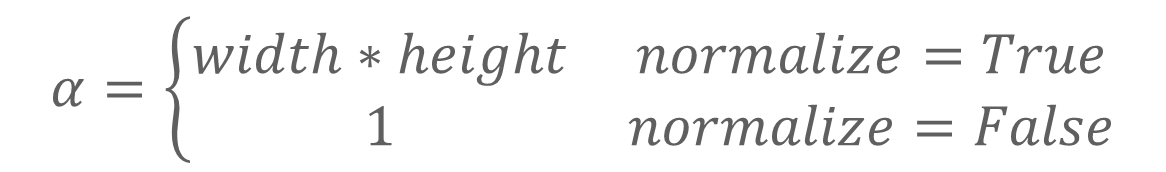 α = { width * height normalize = True
1 normalize = False